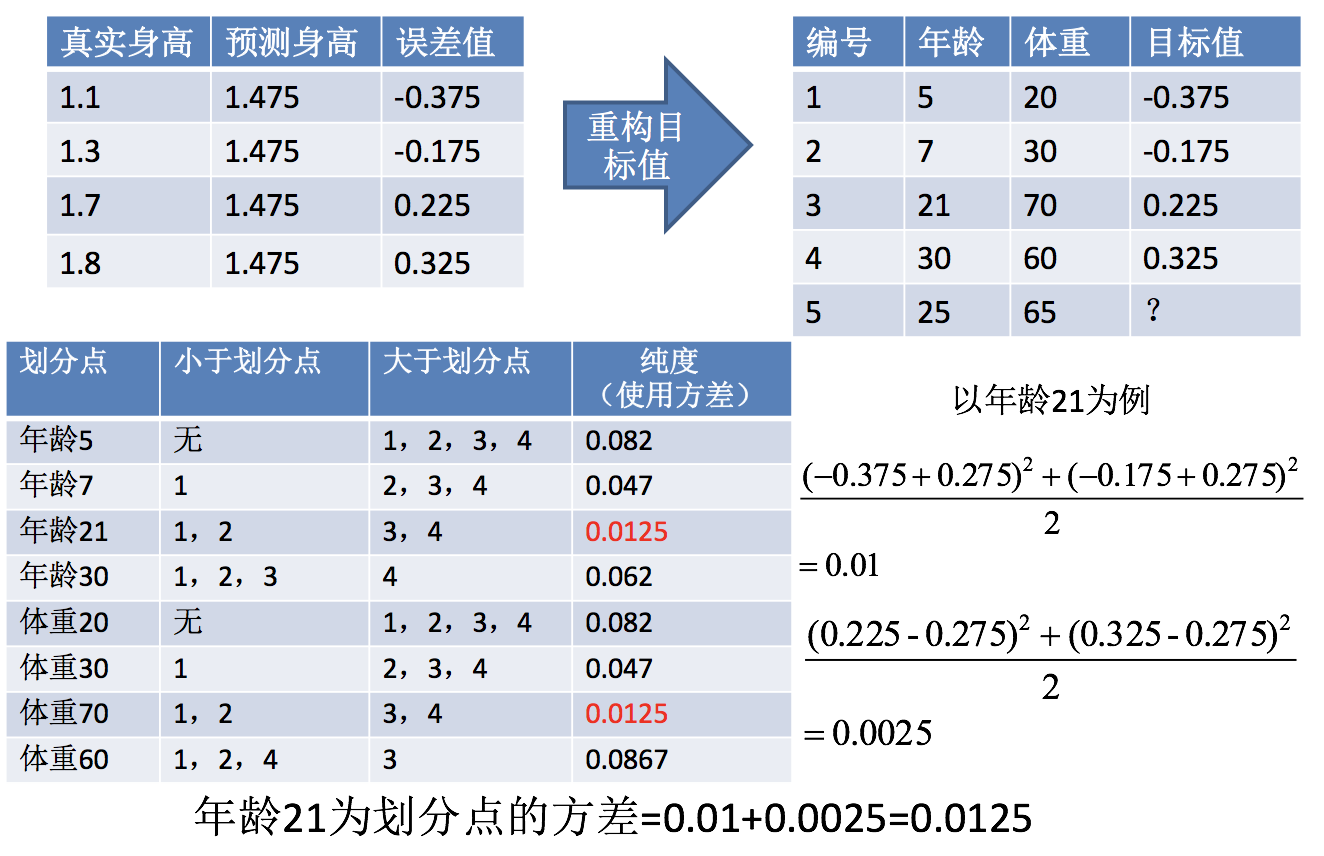 真实身高 预测身高 误差值
1.1 1.475 -0.375
1.3 1.475 -0.175
1.7 1.475 0.225
1.8 1.475 0.325
重构目
标值
编号 年龄 体重 目标值
1 5 20 -0.375
2 7 30 -0.175
3 21 70 0.225
4 30 60 0.325
5 25 65 ？
划分点 小于划分点 大于划分点 纯度
（使用方差）
年龄5 无 1，2，3，4 0.082
年龄7 1 2，3，4 0.047
年龄21 1，2 3，4 0.0125
年龄30 1，2，3 4 0.062
体重20 无 1，2，3，4 0.082
体重30 1 2，3，4 0.047
体重70 1，2 3，4 0.0125
体重60 1，2，4 3 0.0867
以年龄21为例
(−0.375+0.275)² +(−0.175+0.275)²
2
= 0.01
(0.225 - 0.275)² + (0.325 - 0.275)²
2
= 0.0025
年龄21为划分点的方差=0.01+0.0025=0.0125